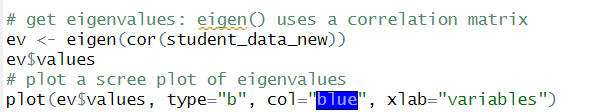 # get eigenvalues: eigen() uses a correlation matrix
ev <- eigen(cor(student_data_new))
ev$values
# plot a scree plot of eigenvalues
plot(ev$values, type="b", col="blue", xlab="variables")